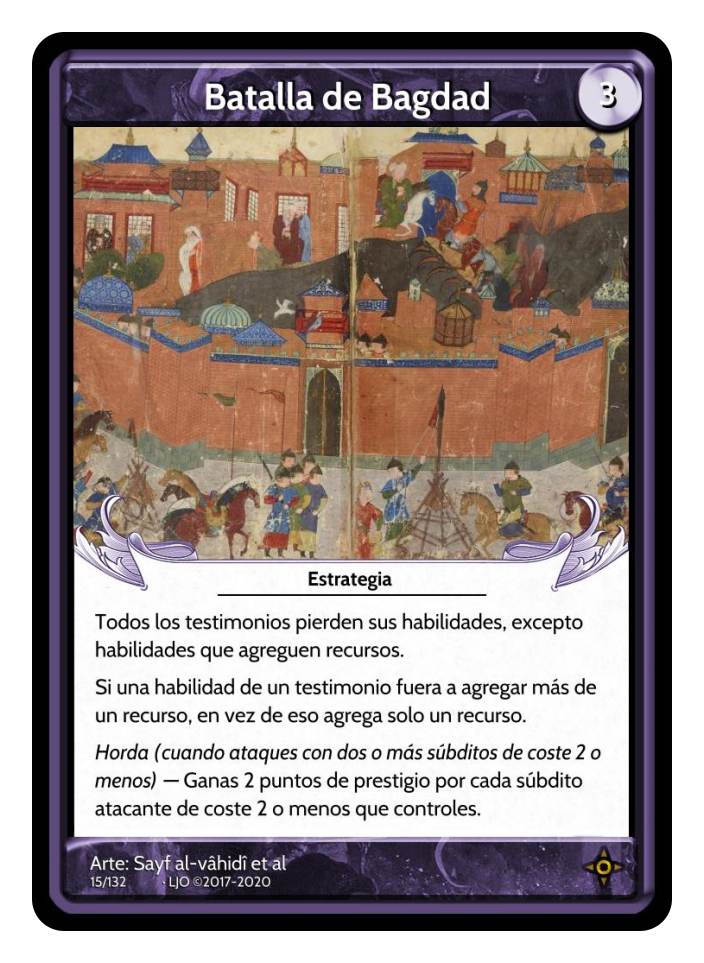 Batalla de Bagdad
3
Estrategia
Todos los testimonios pierden sus habilidades, excepto
habilidades que agreguen recursos.
Si una habilidad de un testimonio fuera a agregar más de
un recurso, en vez de eso agrega solo un recurso.
Horda (cuando ataques con dos o más súbditos de coste 2 o
menos) — Ganas 2 puntos de prestigio por cada súbdito
atacante de coste 2 o menos que controles.
Arte: Sayf al-vâhidî et al
15/132 · LJO ©2017-2020